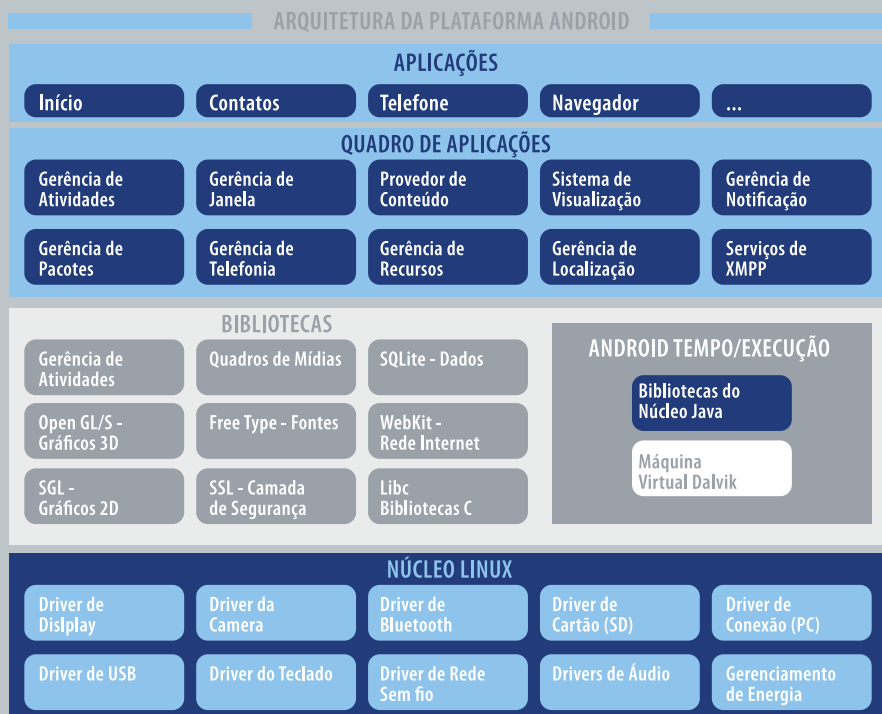 ARQUITETURA DA PLATAFORMA ANDROID
APLICAÇÕES
Início
Contatos
Telefone
Navegador
...
QUADRO DE APLICAÇÕES
Gerência de
Atividades
Gerência de
Janela
Provedor de
Conteúdo
Sistema de
Visualização
Gerência de
Notificação
Gerência de
Pacotes
Gerência de
Telefonia
Gerência de
Recursos
Gerência de
Localização
Serviços de
XMPP
BIBLIOTECAS
Gerência de
Atividades
Quadros de Mídias
SQLite - Dados
Open GL/S -
Gráficos 3D
Free Type - Fontes
WebKit -
Rede Internet
SGL -
Gráficos 2D
SSL - Camada
de Segurança
Libc
Bibliotecas C
ANDROID TEMPO/EXECUÇÃO
Bibliotecas do
Núcleo Java
Máquina
Virtual Dalvik
NÚCLEO LINUX
Driver de
Dislplay
Driver da
Camera
Driver de
Bluetooth
Driver de
Cartão (SD)
Driver de
Conexão (PC)
Driver de USB
Driver do Teclado
Driver de Rede
Sem fio
Drivers de Áudio
Gerenciamento
de Energia